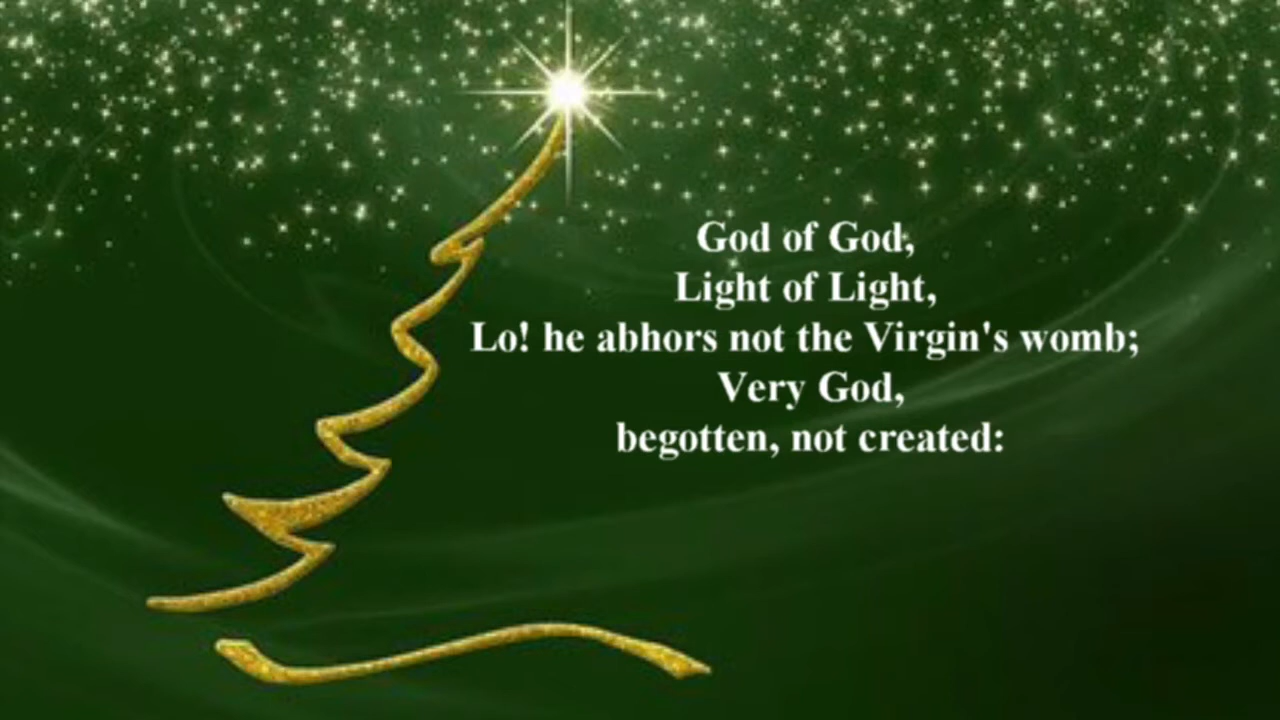 God of God,
Light of Light,
Lo! he abhors not the Virgin's womb;
Very God,
begotten, not created: